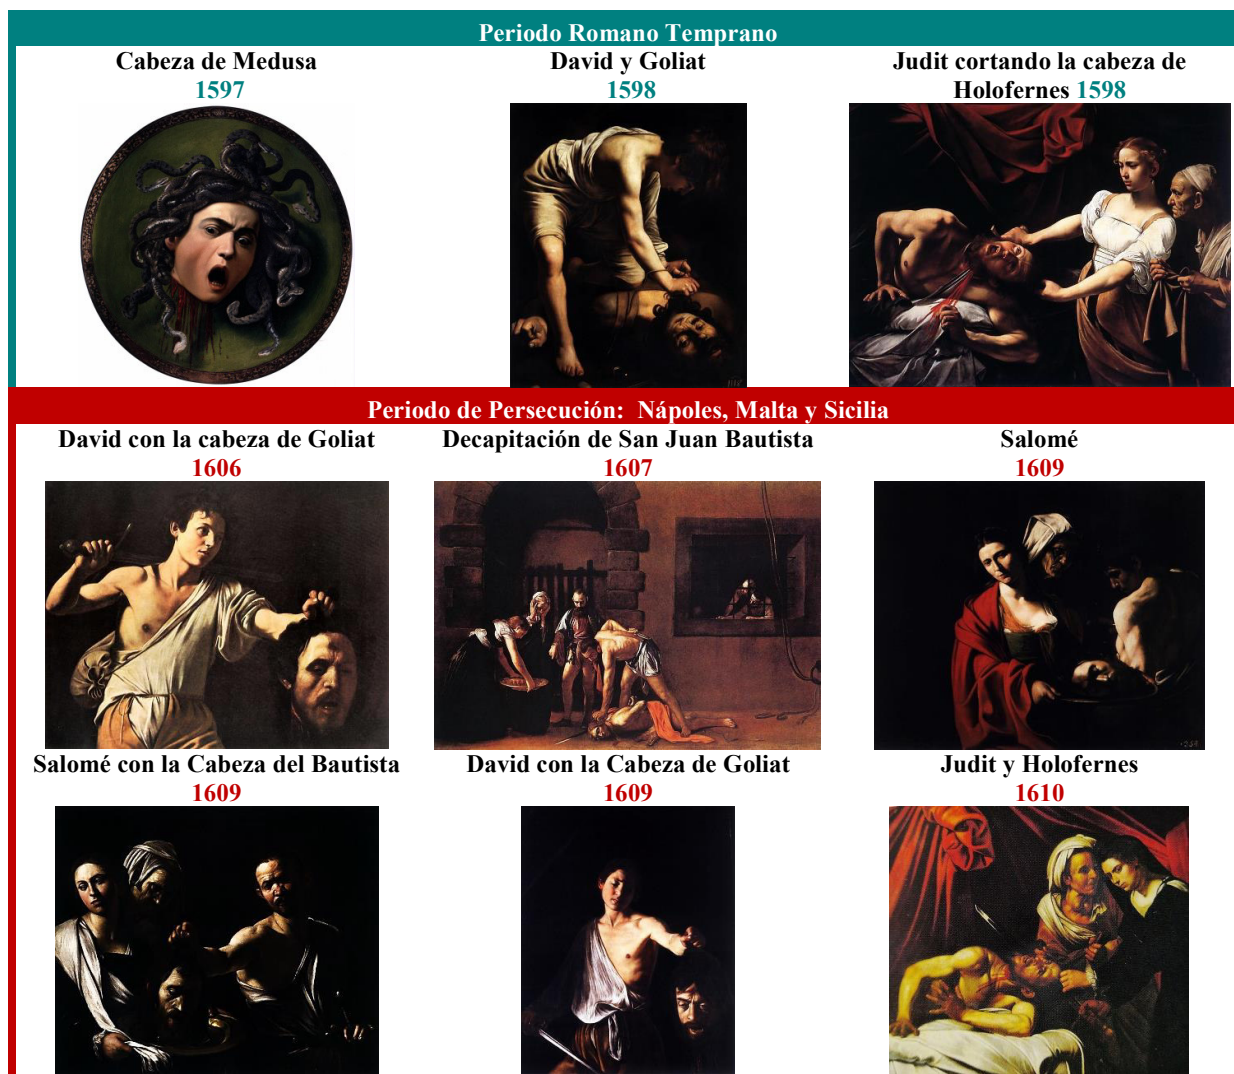 Periodo Romano Temprano
Cabeza de Medusa
1597
David y Goliat
1598
Judit cortando la cabeza de
Holofernes 1598
Periodo de Persecución: Nápoles, Malta y Sicilia
David con la cabeza de Goliat
1606
Decapitación de San Juan Bautista
1607
Salomé
1609
Salomé con la Cabeza del Bautista
1609
David con la Cabeza de Goliat
1609
Judit y Holofernes
1610